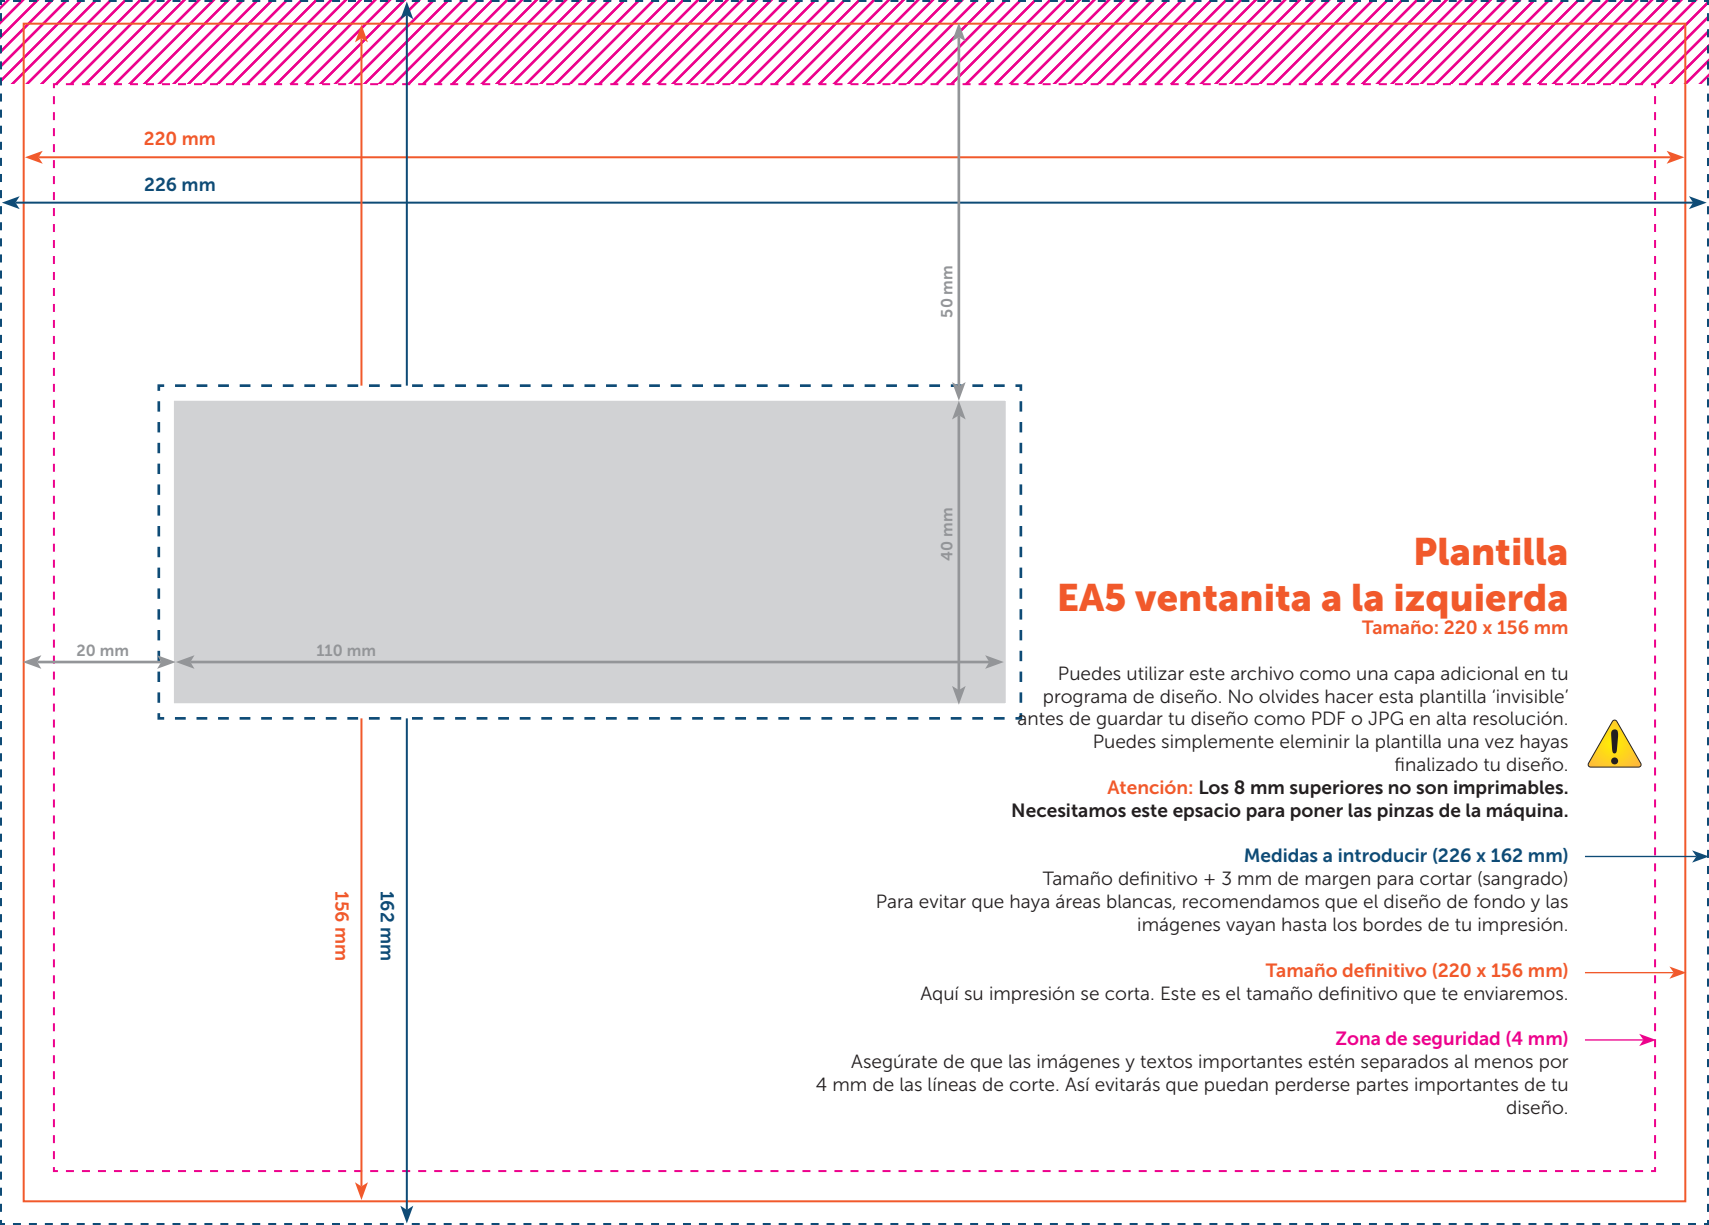 220 mm
226 mm
50 mm
40 mm
20 mm
110 mm
156 mm
162 mm
Plantilla
EA5 ventanita a la izquierda
Tamaño: 220 x 156 mm
Puedes utilizar este archivo como una capa adicional en tu
programa de diseño. No olvides hacer esta plantilla ‘invisible’
antes de guardar tu diseño como PDF o JPG en alta resolución.
Puedes simplemente eleminir la plantilla una vez hayas
finalizado tu diseño.
Atención: Los 8 mm superiores no son imprimables.
Necesitamos este epsacio para poner las pinzas de la máquina.
Medidas a introducir (226 x 162 mm)
Tamaño definitivo + 3 mm de margen para cortar (sangrado)
Para evitar que haya áreas blancas, recomendamos que el diseño de fondo y las
imágenes vayan hasta los bordes de tu impresión.
Tamaño definitivo (220 x 156 mm)
Aquí su impresión se corta. Este es el tamaño definitivo que te enviaremos.
Zona de seguridad (4 mm)
Asegúrate de que las imágenes y textos importantes estén separados al menos por
4 mm de las líneas de corte. Así evitarás que puedan perderse partes importantes de tu
diseño.